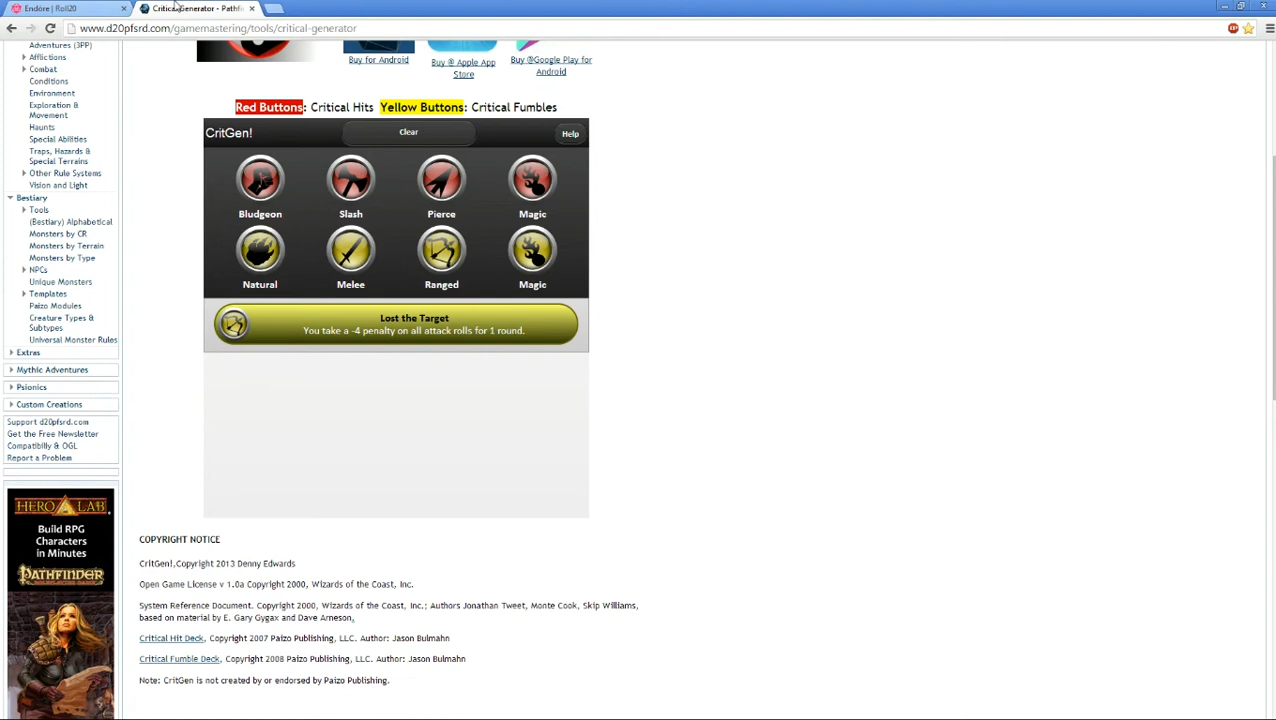 Endore | Roll20
Critical Generator - Pathfi
www.d20pfsrd.com/gamemastering/tools/critical-generator
Adventures (3PP)
Afflictions
Combat
Conditions
Environment
Exploration &
Movement
Haunts
Special Abilities
Traps, Hazards &
Special Terrains
Other Rule Systems
Vision and Light
Bestiary
Tools
(Bestiary) Alphabetical
Monsters by CR
Monsters by Terrain
Monsters by Type
NPCs
Unique Monsters
Templates
Paizo Modules
Creature Types &
Subtypes
Universal Monster Rules
Extras
Mythic Adventures
Psionics
Custom Creations
Support d20pfsrd.com
Get the Free Newsletter
Compatibiliy & OGL
Report a Problem
HERO LAB
Build RPG
Characters
in Minutes
PATHFINDER
Buy for Android
Buy @ Apple App
Store
Buy @Google Play for
Android
Red Buttons: Critical Hits Yellow Buttons: Critical Fumbles
CritGen!
Clear
Help
Bludgeon
Slash
Pierce
Magic
Natural
Melee
Ranged
Magic
Lost the Target
You take a -4 penalty on all attack rolls for 1 round.
COPYRIGHT NOTICE
CritGen!,Copyright 2013 Denny Edwards
Open Game License v 1.0a Copyright 2000, Wizards of the Coast, Inc.
System Reference Document. Copyright 2000, Wizards of the Coast, Inc.; Authors Jonathan Tweet, Monte Cook, Skip Williams,
based on material by E. Gary Gygax and Dave Arneson.
Critical Hit Deck, Copyright 2007 Paizo Publishing, LLC. Author: Jason Bulmahn
Critical Fumble Deck, Copyright 2008 Paizo Publishing, LLC. Author: Jason Bulmahn
Note: CritGen is not created by or endorsed by Paizo Publishing.